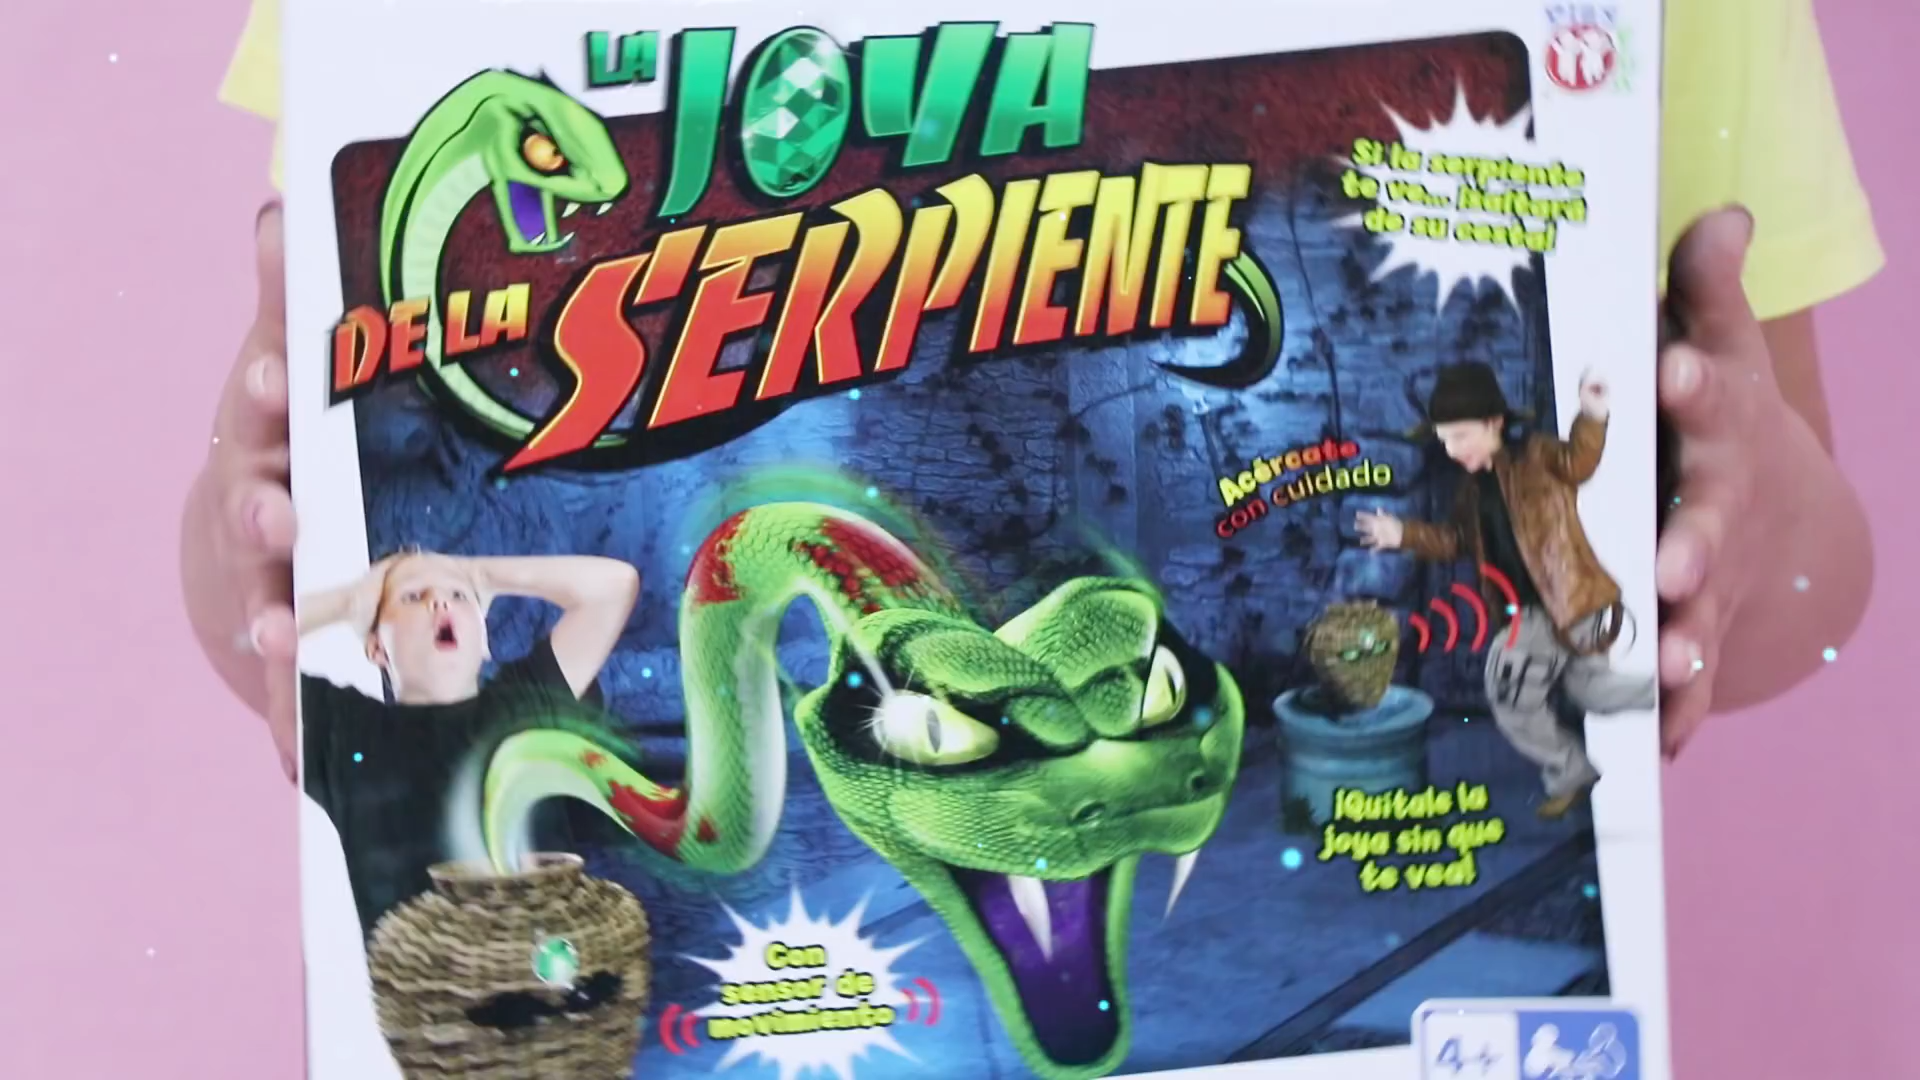 LA JOYA
DE LA SERPIENTE
Si la serpiente
te ve... ¡saltará
de su cesta!
Acércate
con cuidado
¡Quítale la
joya sin que
te vea!
Con
sensor de
movimiento
4+